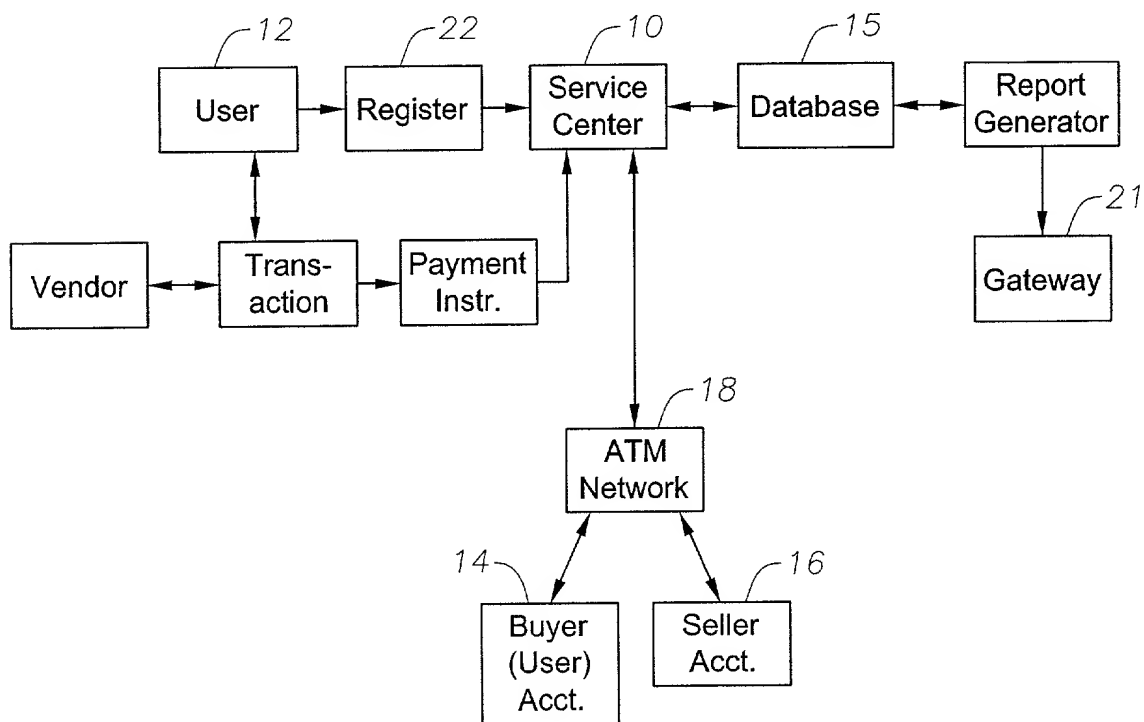 12
22
10
15
User
Register
Service
Center
Database
Report
Generator
21
Vendor
Trans-
action
Payment
Instr.
Gateway
18
ATM
Network
14
16
Buyer
(User)
Acct.
Seller
Acct.